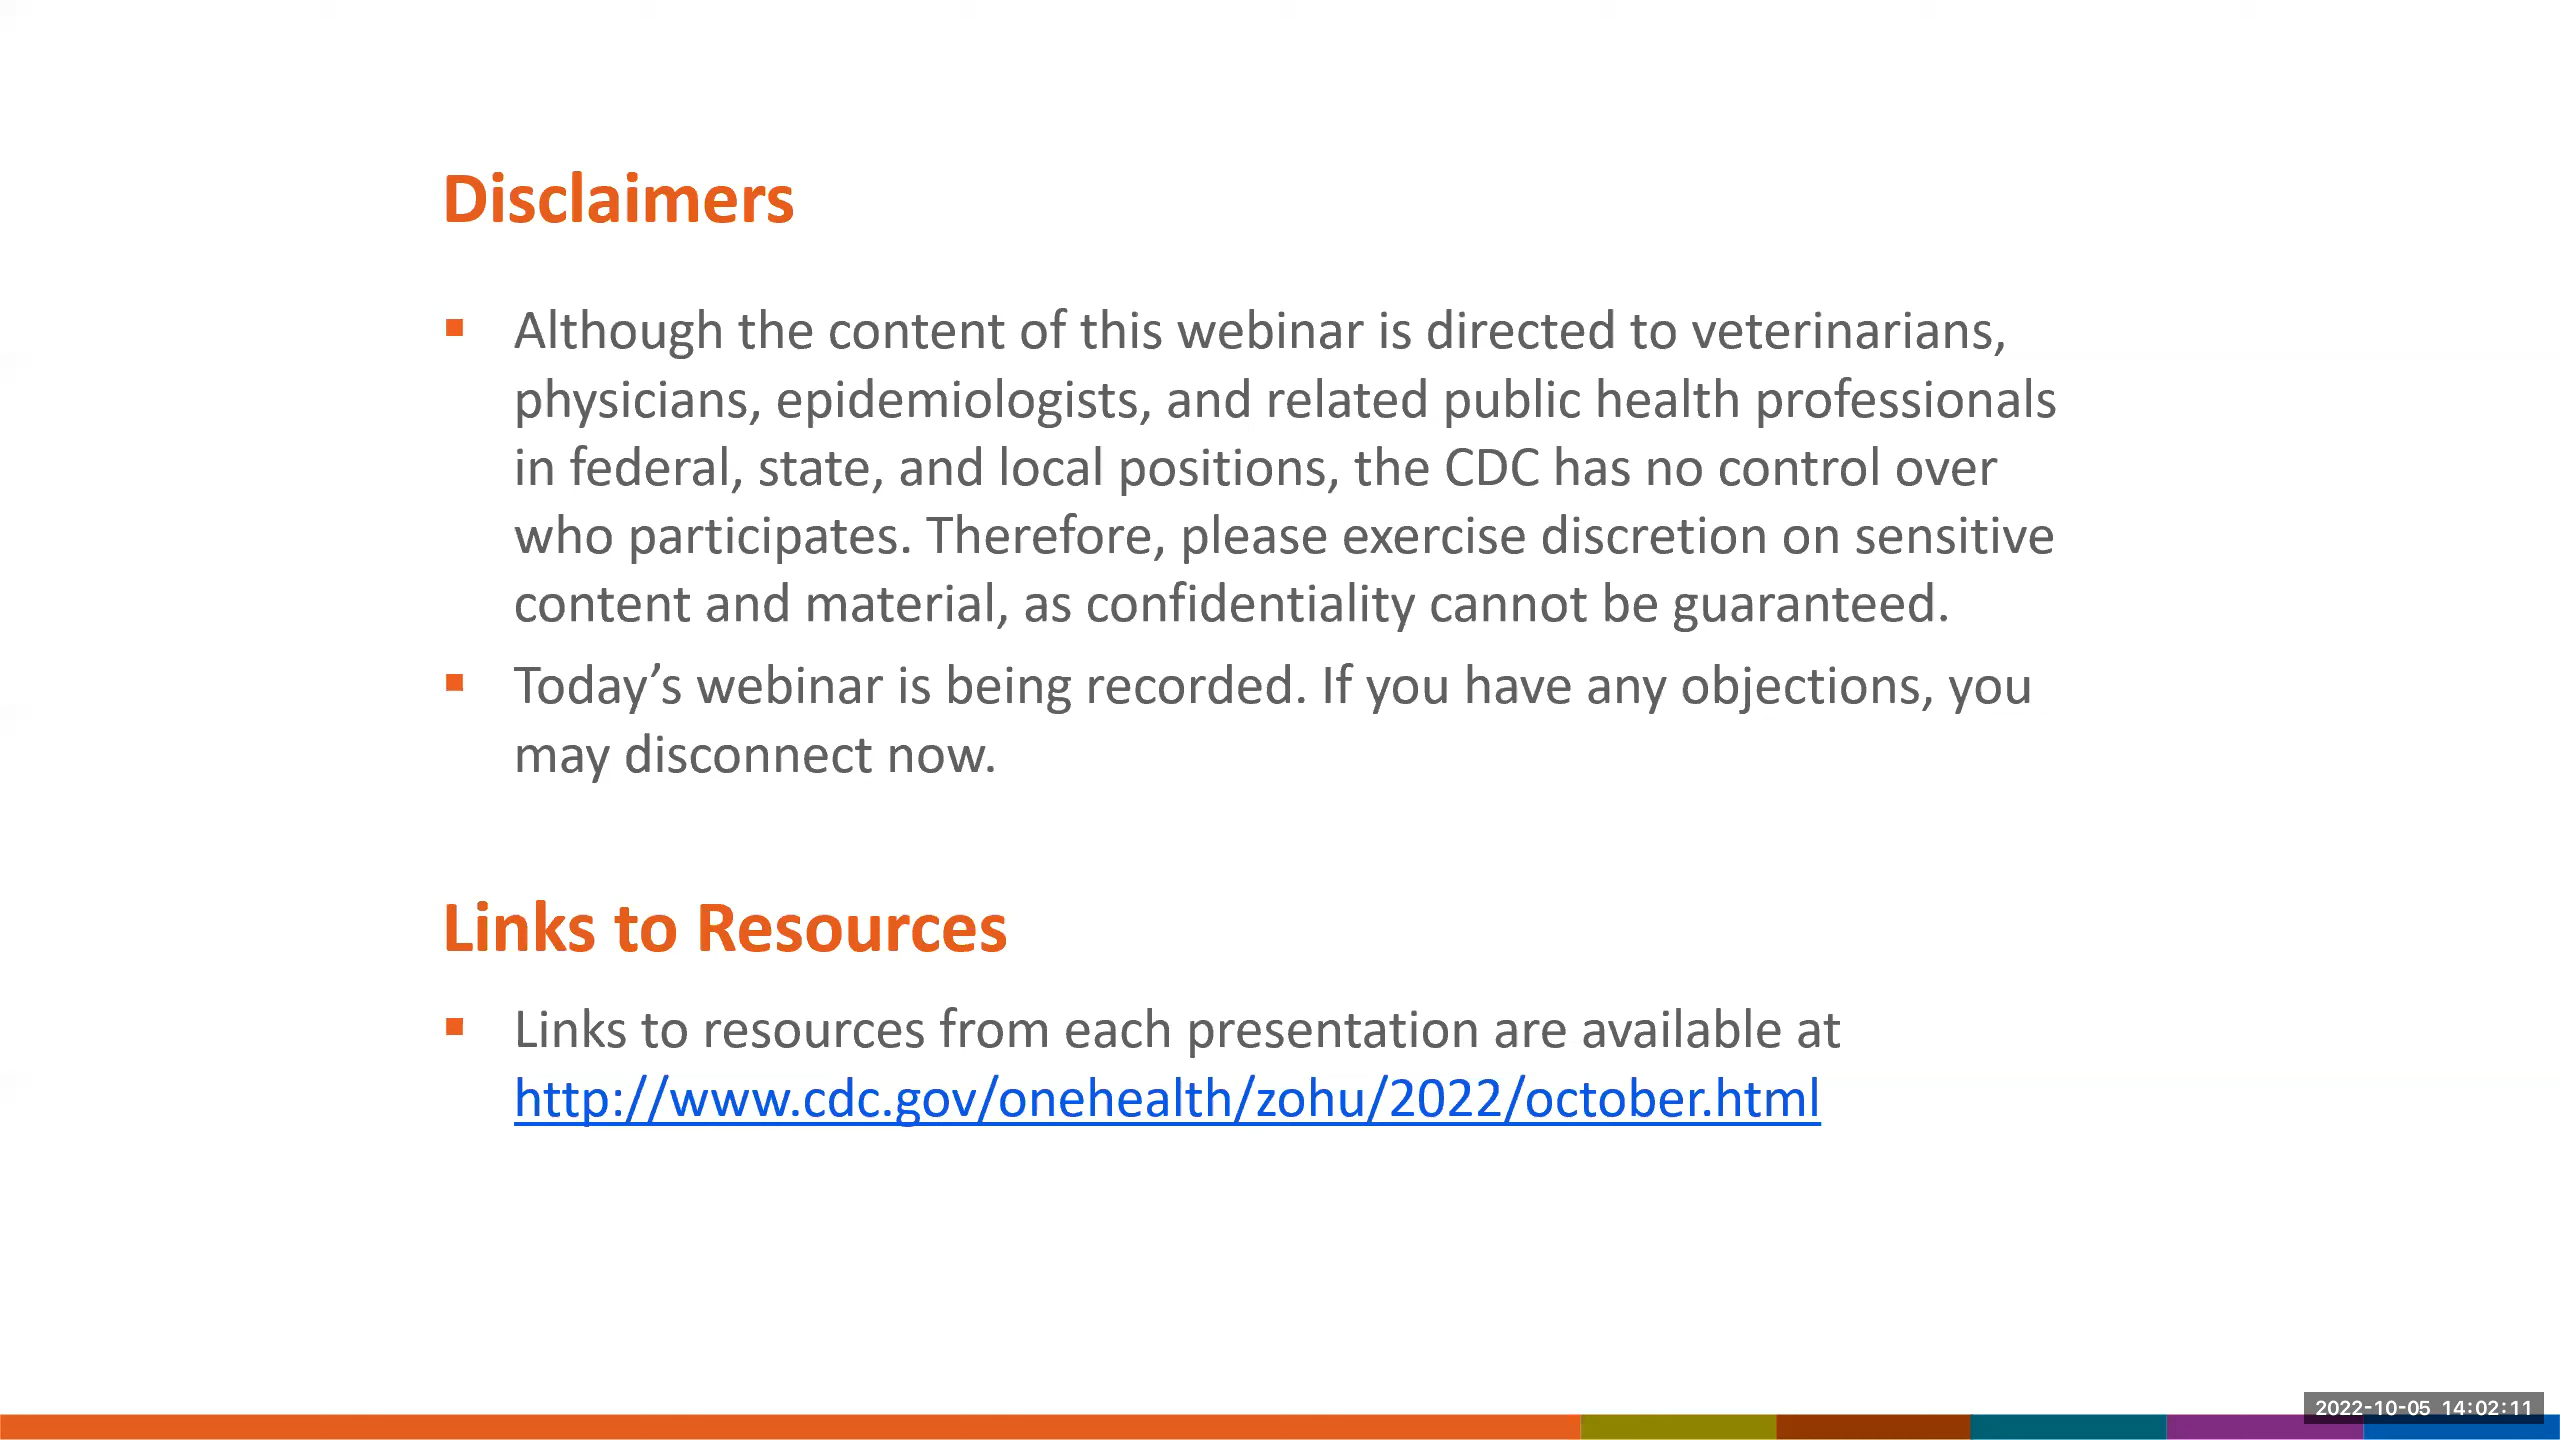 Disclaimers
▪ Although the content of this webinar is directed to veterinarians,
physicians, epidemiologists, and related public health professionals
in federal, state, and local positions, the CDC has no control over
who participates. Therefore, please exercise discretion on sensitive
content and material, as confidentiality cannot be guaranteed.
▪ Today’s webinar is being recorded. If you have any objections, you
may disconnect now.
Links to Resources
▪ Links to resources from each presentation are available at
http://www.cdc.gov/onehealth/zohu/2022/october.html
2022-10-05 14:02:11